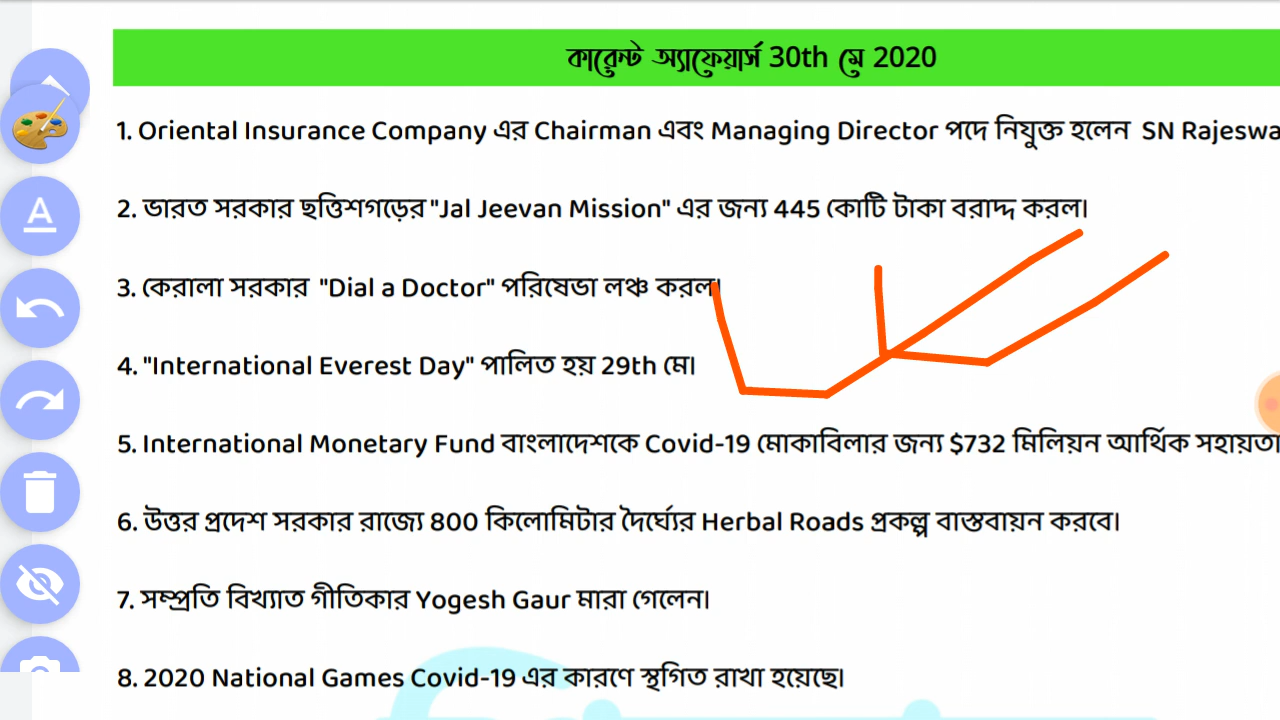 কারেন্ট অ্যাফেয়ার্স 30th মে 2020
1. Oriental Insurance Company এর Chairman এবং Managing Director পদে নিযুক্ত হলেন SN Rajeswa
2. ভারত সরকার ছত্তিশগড়ের "Jal Jeevan Mission" এর জন্য 445 কোটি টাকা বরাদ্দ করল।
3. কেরালা সরকার "Dial a Doctor" পরিষেভা লঞ্চ করল।
4. "International Everest Day" পালিত হয় 29th মে।
5. International Monetary Fund বাংলাদেশকে Covid-19 মোকাবিলার জন্য $732 মিলিয়ন আর্থিক সহায়তা
6. উত্তর প্রদেশ সরকার রাজ্যে 800 কিলোমিটার দৈর্ঘ্যের Herbal Roads প্রকল্প বাস্তবায়ন করবে।
7. সম্প্রতি বিখ্যাত গীতিকার Yogesh Gaur মারা গেলেন।
8. 2020 National Games Covid-19 এর কারণে স্থগিত রাখা হয়েছে।